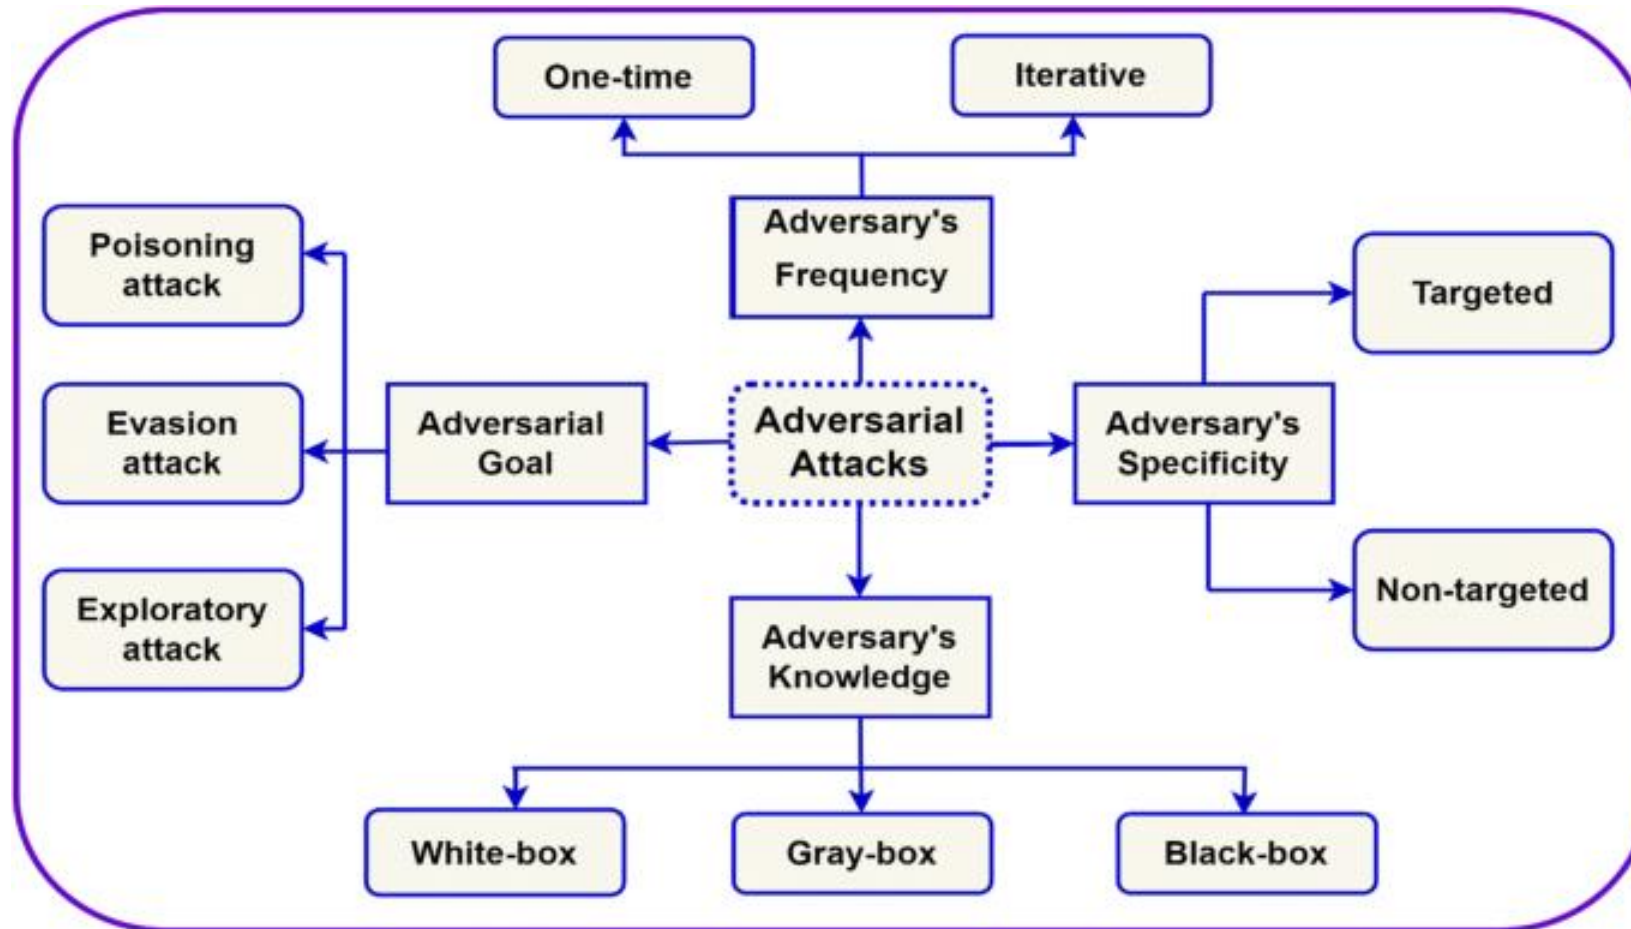 One-time
Iterative
Adversary's
Frequency
Poisoning
attack
Targeted
Evasion
attack
Adversarial
Goal
Adversarial
Attacks
Adversary's
Specificity
Exploratory
attack
Adversary's
Knowledge
Non-targeted
White-box
Gray-box
Black-box